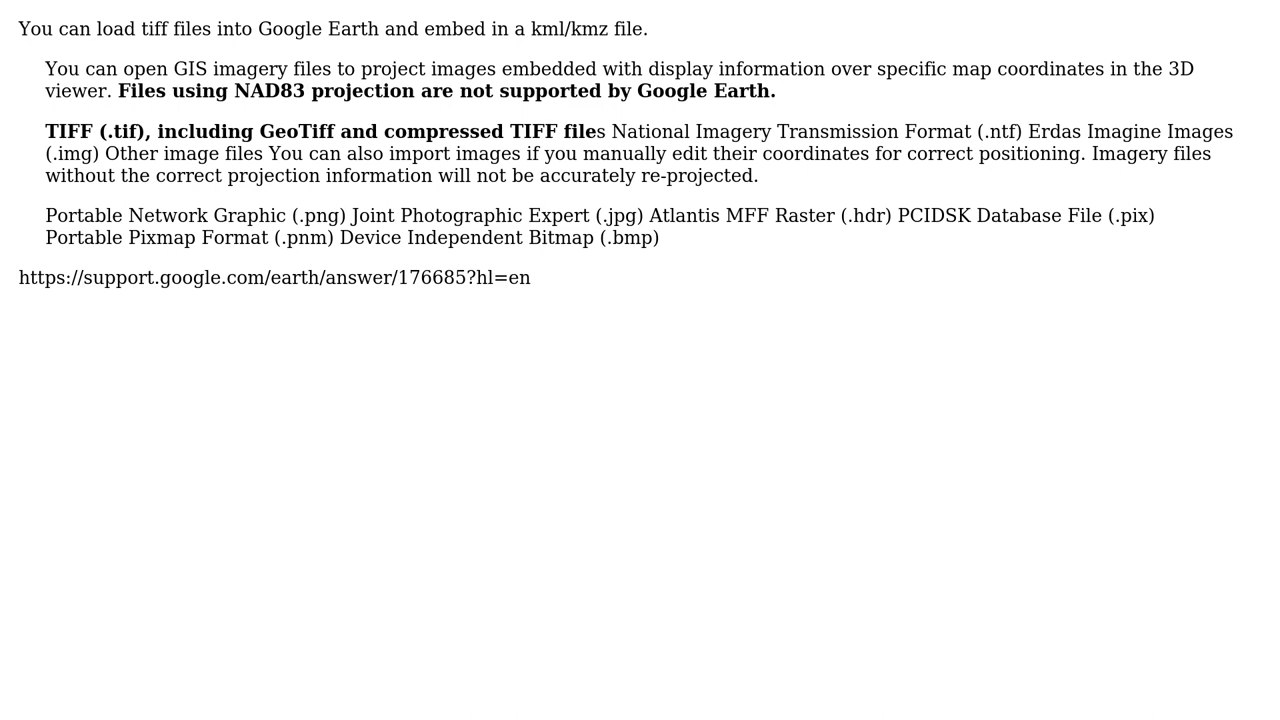 You can load tiff files into Google Earth and embed in a kml/kmz file.
You can open GIS imagery files to project images embedded with display information over specific map coordinates in the 3D
viewer. Files using NAD83 projection are not supported by Google Earth.
TIFF (.tif), including GeoTiff and compressed TIFF files National Imagery Transmission Format (.ntf) Erdas Imagine Images
(.img) Other image files You can also import images if you manually edit their coordinates for correct positioning. Imagery files
without the correct projection information will not be accurately re-projected.
Portable Network Graphic (.png) Joint Photographic Expert (.jpg) Atlantis MFF Raster (.hdr) PCIDSK Database File (.pix)
Portable Pixmap Format (.pnm) Device Independent Bitmap (.bmp)
https://support.google.com/earth/answer/176685?hl=en